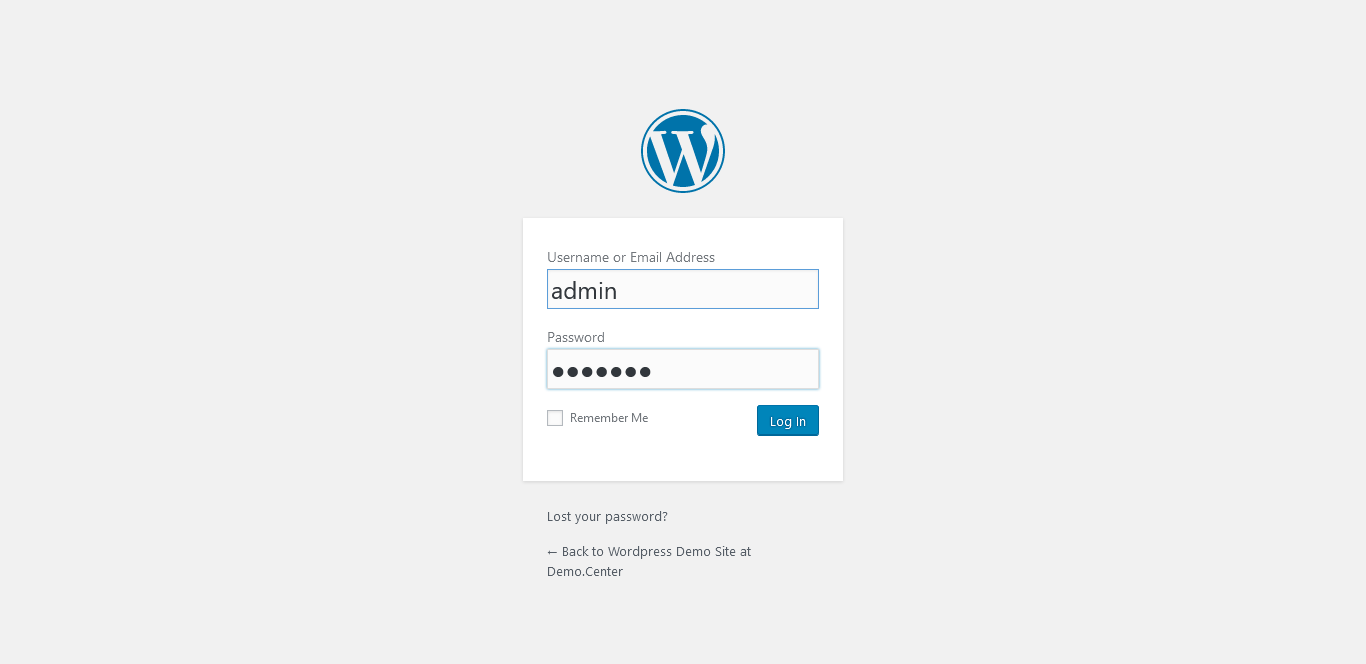 Username or Email Address
admin
Password
●●●●●●●
Remember Me
Log In
Lost your password?
← Back to Wordpress Demo Site at
Demo.Center